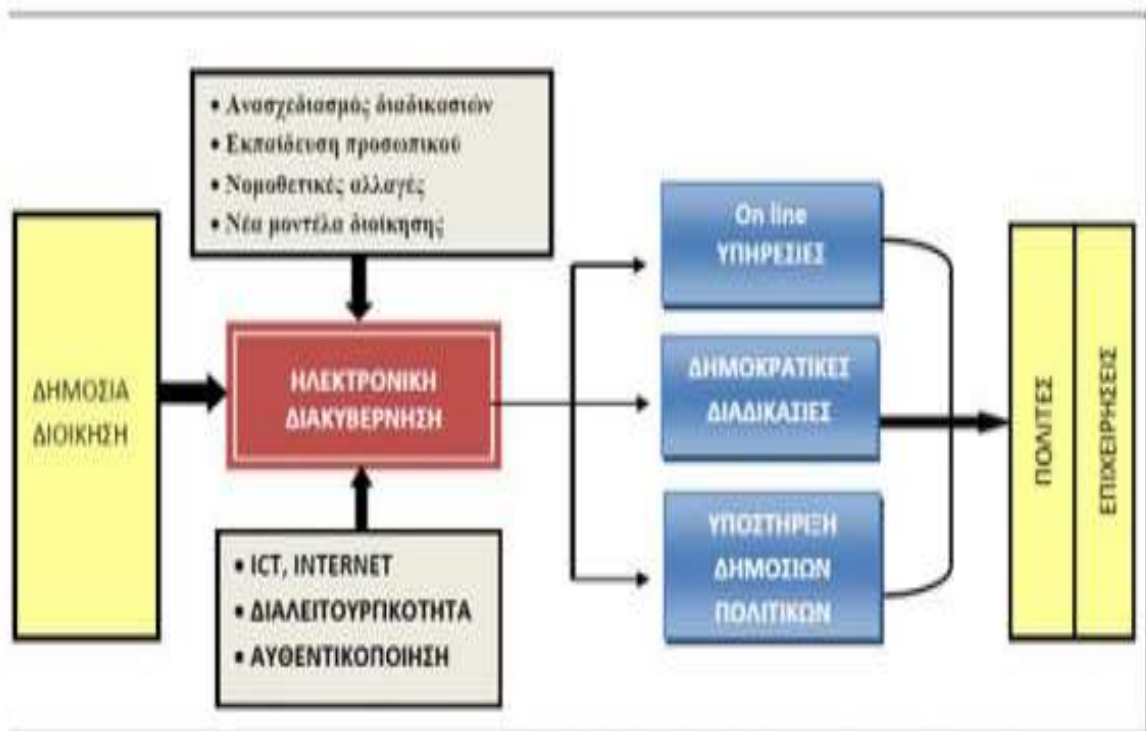 • Ανασχεδιασμός διαδικασιών
• Εκπαίδευση προσωπικού
• Νομοθετικές αλλαγές
• Νέα μοντέλα διοίκησης
ΔΗΜΟΣΙΑ
ΔΙΟΙΚΗΣΗ
ΗΛΕΚΤΡΟΝΙΚΗ
ΔΙΑΚΥΒΕΡΝΗΣΗ
• ICT, INTERNET
• ΔΙΑΛΕΙΤΟΥΡΓΙΚΟΤΗΤΑ
• ΑΥΘΕΝΤΙΚΟΠΟΙΗΣΗ
On line
ΥΠΗΡΕΣΙΕΣ
ΔΗΜΟΚΡΑΤΙΚΕΣ
ΔΙΑΔΙΚΑΣΙΕΣ
ΥΠΟΣΤΗΡΙΞΗ
ΔΗΜΟΣΙΩΝ
ΠΟΛΙΤΙΚΩΝ
ΠΟΛΙΤΕΣ
ΕΠΙΧΕΙΡΗΣΕΙΣ